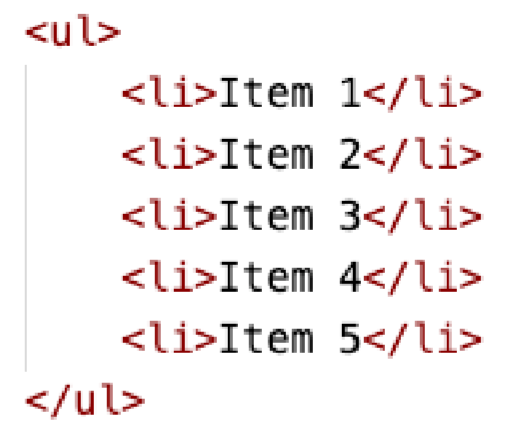 <ul>
    <li>Item 1</li>
    <li>Item 2</li>
    <li>Item 3</li>
    <li>Item 4</li>
    <li>Item 5</li>
</ul>